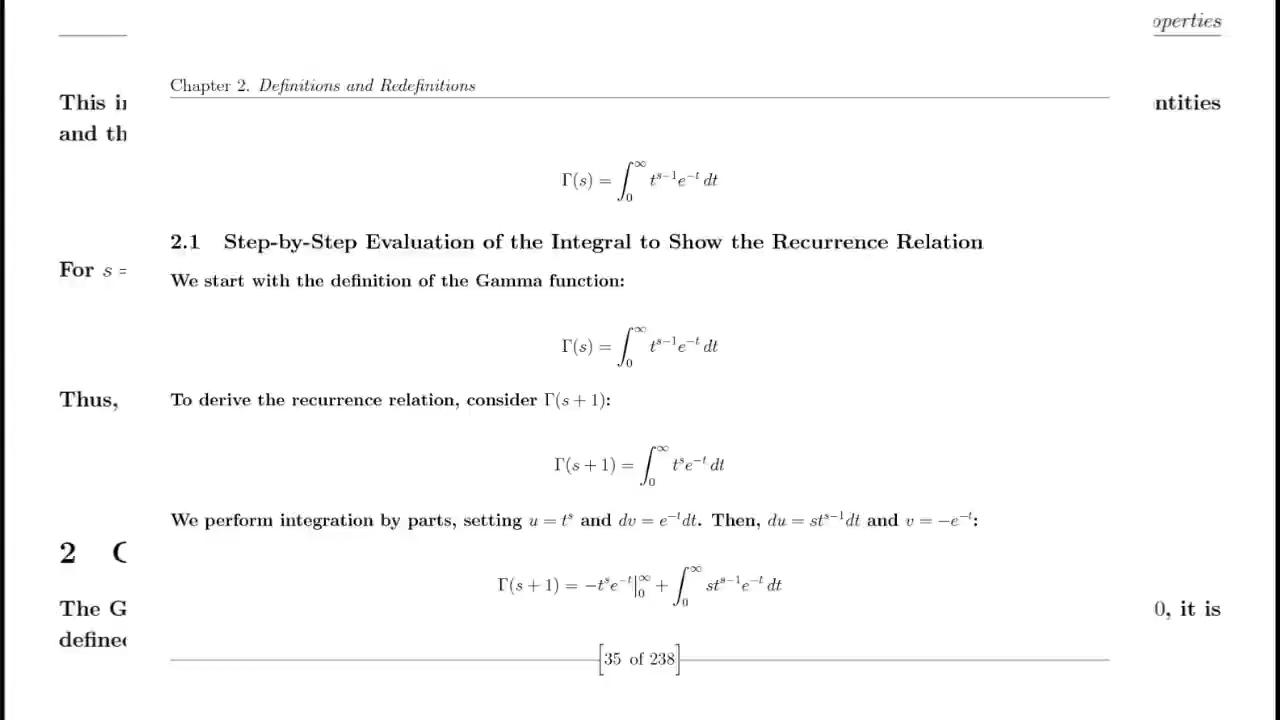 operties
This i
ntities
and th
Chapter 2. Definitions and Redefinitions
Γ(s) = ∫₀^∞ t^{s−1}e^{−t} dt
2.1 Step-by-Step Evaluation of the Integral to Show the Recurrence Relation
For s =
We start with the definition of the Gamma function:
Γ(s) = ∫₀^∞ t^{s−1}e^{−t} dt
Thus,
To derive the recurrence relation, consider Γ(s + 1):
Γ(s + 1) = ∫₀^∞ t^s e^{−t} dt
We perform integration by parts, setting u = t^s and dv = e^{−t}dt. Then, du = st^{s−1}dt and v = −e^{−t}:
2
Γ(s + 1) = −t^s e^{−t}|₀^∞ + ∫₀^∞ st^{s−1}e^{−t} dt
The G
0, it is
define
[35 of 238]